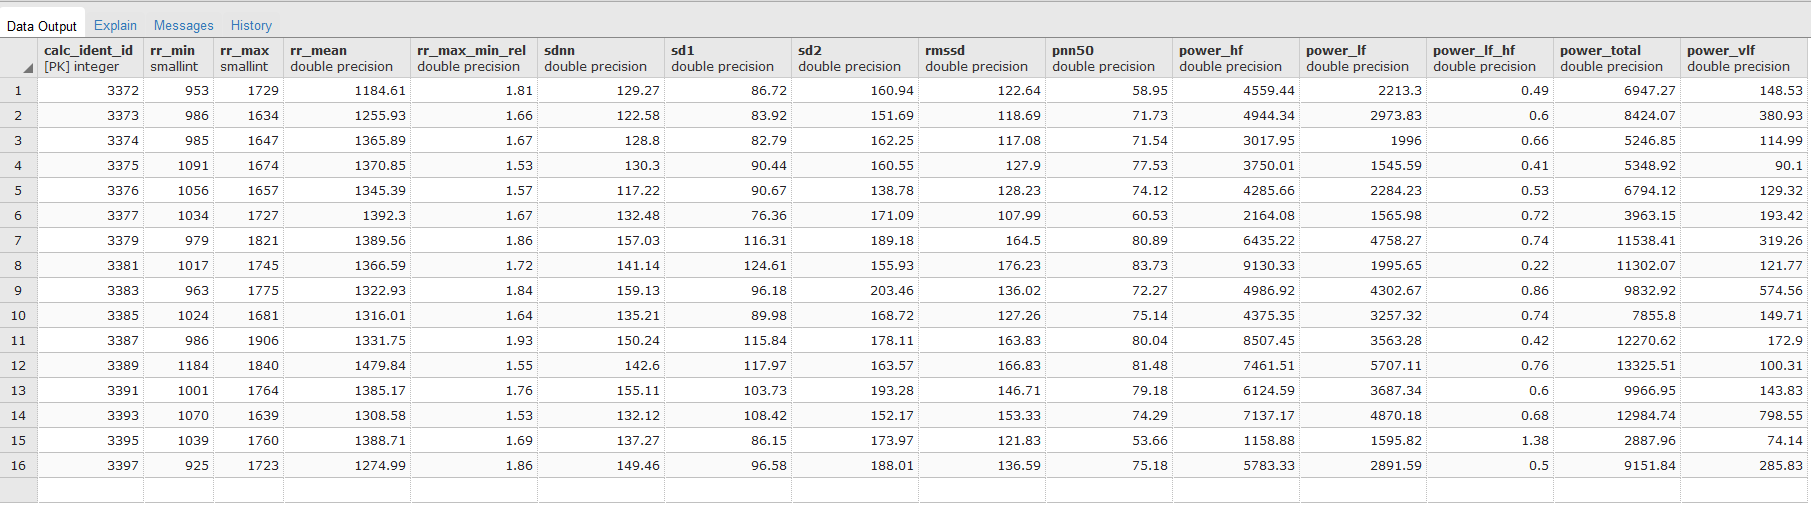 Data Output Explain Messages History
calc_ident_id rr_min rr_max rr_mean rr_max_min_rel sdnn sd1 sd2 rmssd pnn50 power_hf power_lf power_lf_hf power_total power_vlf
[PK] integer smallint smallint double precision double precision double precision double precision double precision double precision double precision double precision double precision double precision double precision double precision
1 3372 953 1729 1184.61 1.81 129.27 86.72 160.94 122.64 58.95 4559.44 2213.3 0.49 6947.27 148.53
2 3373 986 1634 1255.93 1.66 122.58 83.92 151.69 118.69 71.73 4944.34 2973.83 0.6 8424.07 380.93
3 3374 985 1647 1365.89 1.67 128.8 82.79 162.25 117.08 71.54 3017.95 1996 0.66 5246.85 114.99
4 3375 1091 1674 1370.85 1.53 130.3 90.44 160.55 127.9 77.53 3750.01 1545.59 0.41 5348.92 90.1
5 3376 1056 1657 1345.39 1.57 117.22 90.67 138.78 128.23 74.12 4285.66 2284.23 0.53 6794.12 129.32
6 3377 1034 1727 1392.3 1.67 132.48 76.36 171.09 107.99 60.53 2164.08 1565.98 0.72 3963.15 193.42
7 3379 979 1821 1389.56 1.86 157.03 116.31 189.18 164.5 80.89 6435.22 4758.27 0.74 11538.41 319.26
8 3381 1017 1745 1366.59 1.72 141.14 124.61 155.93 176.23 83.73 9130.33 1995.65 0.22 11302.07 121.77
9 3383 963 1775 1322.93 1.84 159.13 96.18 203.46 136.02 72.27 4986.92 4302.67 0.86 9832.92 574.56
10 3385 1024 1681 1316.01 1.64 135.21 89.98 168.72 127.26 75.14 4375.35 3257.32 0.74 7855.8 149.71
11 3387 986 1906 1331.75 1.93 150.24 115.84 178.11 163.83 80.04 8507.45 3563.28 0.42 12270.62 172.9
12 3389 1184 1840 1479.84 1.55 142.6 117.97 163.57 166.83 81.48 7461.51 5707.11 0.76 13325.51 100.31
13 3391 1001 1764 1385.17 1.76 155.11 103.73 193.28 146.71 79.18 6124.59 3687.34 0.6 9966.95 143.83
14 3393 1070 1639 1308.58 1.53 132.12 108.42 152.17 153.33 74.29 7137.17 4870.18 0.68 12984.74 798.55
15 3395 1039 1760 1388.71 1.69 137.27 86.15 173.97 121.83 53.66 1158.88 1595.82 1.38 2887.96 74.14
16 3397 925 1723 1274.99 1.86 149.46 96.58 188.01 136.59 75.18 5783.33 2891.59 0.5 9151.84 285.83